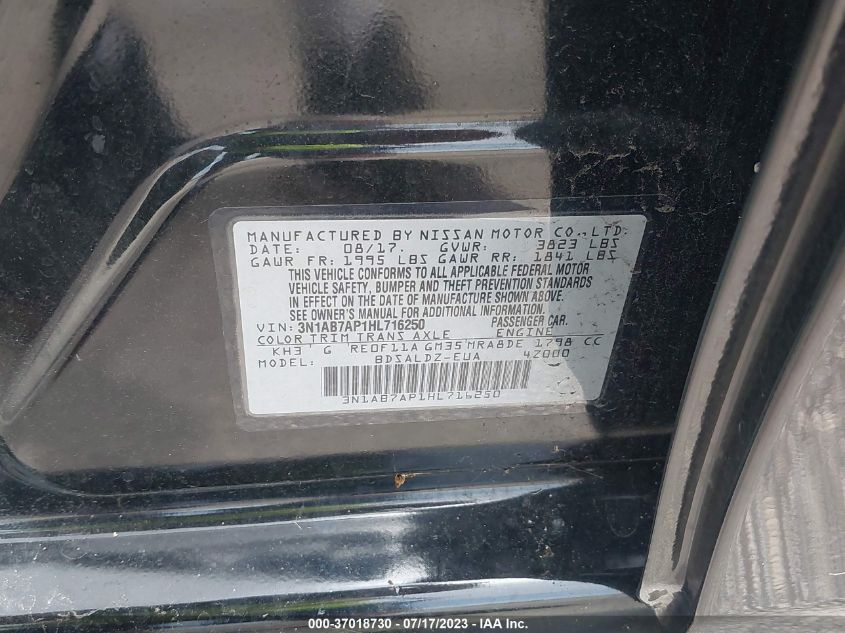 MANUFACTURED BY NISSAN MOTOR CO.,LTD.
DATE: 08/17. GVWR: 3823 LBS
GAWR FR: 1995 LBS GAWR RR: 1841 LBS
THIS VEHICLE CONFORMS TO ALL APPLICABLE FEDERAL MOTOR
VEHICLE SAFETY, BUMPER AND THEFT PREVENTION STANDARDS
IN EFFECT ON THE DATE OF MANUFACTURE SHOWN ABOVE.
SEE OWNER'S MANUAL FOR ADDITIONAL INFORMATION.
VIN: 3N1AB7AP1HL716250 PASSENGER CAR.
COLOR TRIM TRANS AXLE ENGINE
KH3 G RE0F11A GM35 MRA8DE 1798 CC
MODEL: BDSALDZ-EUA 4Z000
3N1AB7AP1HL716250
000-37018730 - 07/17/2023 - IAA Inc.